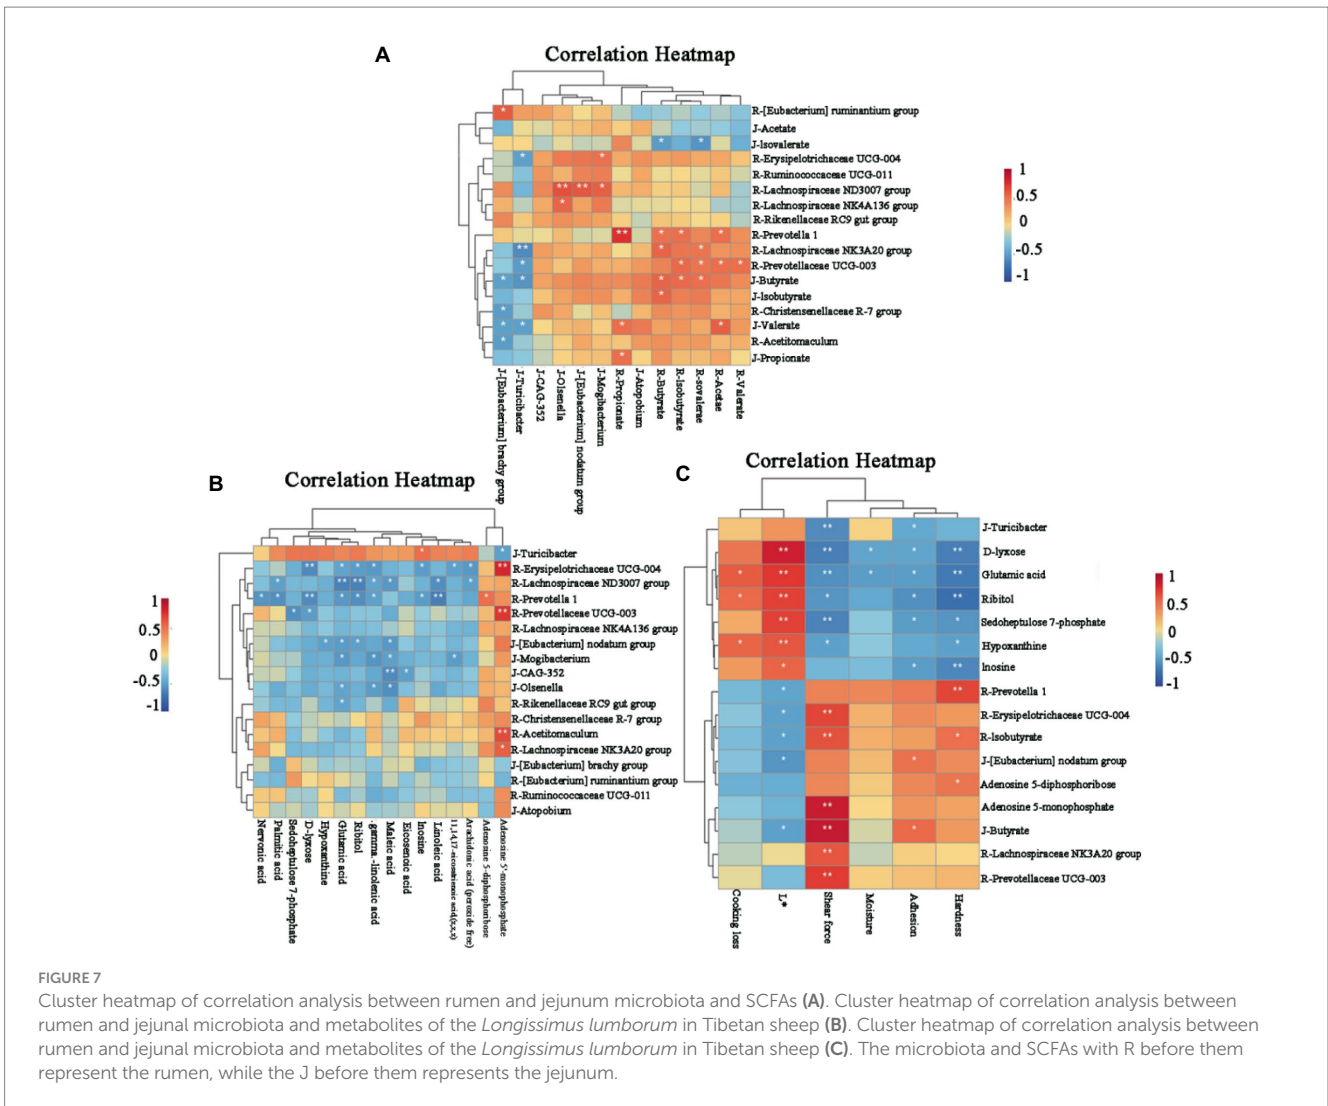 A
Correlation Heatmap
R-[Eubacterium] ruminantium group
J-Acetate
J-Isovalerate
R-Erysipelotrichaceae UCG-004
R-Ruminococcaceae UCG-011
R-Lachnospiraceae ND3007 group
R-Lachnospiraceae NK4A136 group
R-Rikenellaceae RC9 gut group
R-Prevotella 1
R-Lachnospiraceae NK3A20 group
R-Prevotellaceae UCG-003
J-Butyrate
J-Isobutyrate
R-Christensenellaceae R-7 group
J-Valerate
R-Acetitomaculum
J-Propionate
1
0.5
0
-0.5
-1
J-[Eubacterium] brachy group
J-Turicibacter
J-CAG-352
J-Olsenella
J-[Eubacterium] nodatum group
J-Mogibacterium
R-Propionate
J-Atopobium
R-Butyrate
R-Isobutyrate
R-sovalerae
R-Acetae
R-Valerate
B
Correlation Heatmap
J-Turicibacter
R-Erysipelotrichaceae UCG-004
R-Lachnospiraceae ND3007 group
R-Prevotella 1
R-Prevotellaceae UCG-003
R-Lachnospiraceae NK4A136 group
J-[Eubacterium] nodatum group
J-Mogibacterium
J-CAG-352
J-Olsenella
R-Rikenellaceae RC9 gut group
R-Christensenellaceae R-7 group
R-Acetitomaculum
R-Lachnospiraceae NK3A20 group
J-[Eubacterium] brachy group
R-[Eubacterium] ruminantium group
R-Ruminococcaceae UCG-011
J-Atopobium
1
0.5
0
-0.5
-1
Nervonic acid
Palmitic acid
Sedoheptulose 7-phosphate
D-lyxose
Hypoxanthine
Glutamic acid
Ribitol
.gamma.-linolenic acid
Maleic acid
Eicosenoic acid
Inosine
Linoleic acid
11,14,17-eicosatrienoic acid,(z,z,z)
Arachidonic acid (peroxide free)
Adenosine 5-diphosphoribose
Adenosine 5'-monophosphate
C
Correlation Heatmap
J-Turicibacter
D-lyxose
Glutamic acid
Ribitol
Sedoheptulose 7-phosphate
Hypoxanthine
Inosine
R-Prevotella 1
R-Erysipelotrichaceae UCG-004
R-Isobutyrate
J-[Eubacterium] nodatum group
Adenosine 5-diphosphoribose
Adenosine 5-monophosphate
J-Butyrate
R-Lachnospiraceae NK3A20 group
R-Prevotellaceae UCG-003
1
0.5
0
-0.5
-1
Cooking loss
L*
Shear force
Moisture
Adhesion
Hardness
FIGURE 7
Cluster heatmap of correlation analysis between rumen and jejunum microbiota and SCFAs (A). Cluster heatmap of correlation analysis between
rumen and jejunal microbiota and metabolites of the Longissimus lumborum in Tibetan sheep (B). Cluster heatmap of correlation analysis between
rumen and jejunal microbiota and metabolites of the Longissimus lumborum in Tibetan sheep (C). The microbiota and SCFAs with R before them
represent the rumen, while the J before them represents the jejunum.